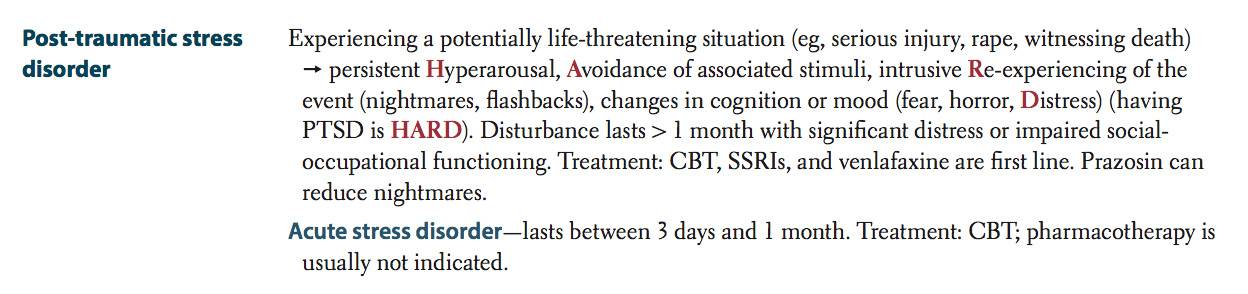 Post-traumatic stress
disorder
Experiencing a potentially life-threatening situation (eg, serious injury, rape, witnessing death)
→ persistent Hyperarousal, Avoidance of associated stimuli, intrusive Re-experiencing of the
event (nightmares, flashbacks), changes in cognition or mood (fear, horror, Distress) (having
PTSD is HARD). Disturbance lasts > 1 month with significant distress or impaired social-
occupational functioning. Treatment: CBT, SSRIs, and venlafaxine are first line. Prazosin can
reduce nightmares.
Acute stress disorder—lasts between 3 days and 1 month. Treatment: CBT; pharmacotherapy is
usually not indicated.